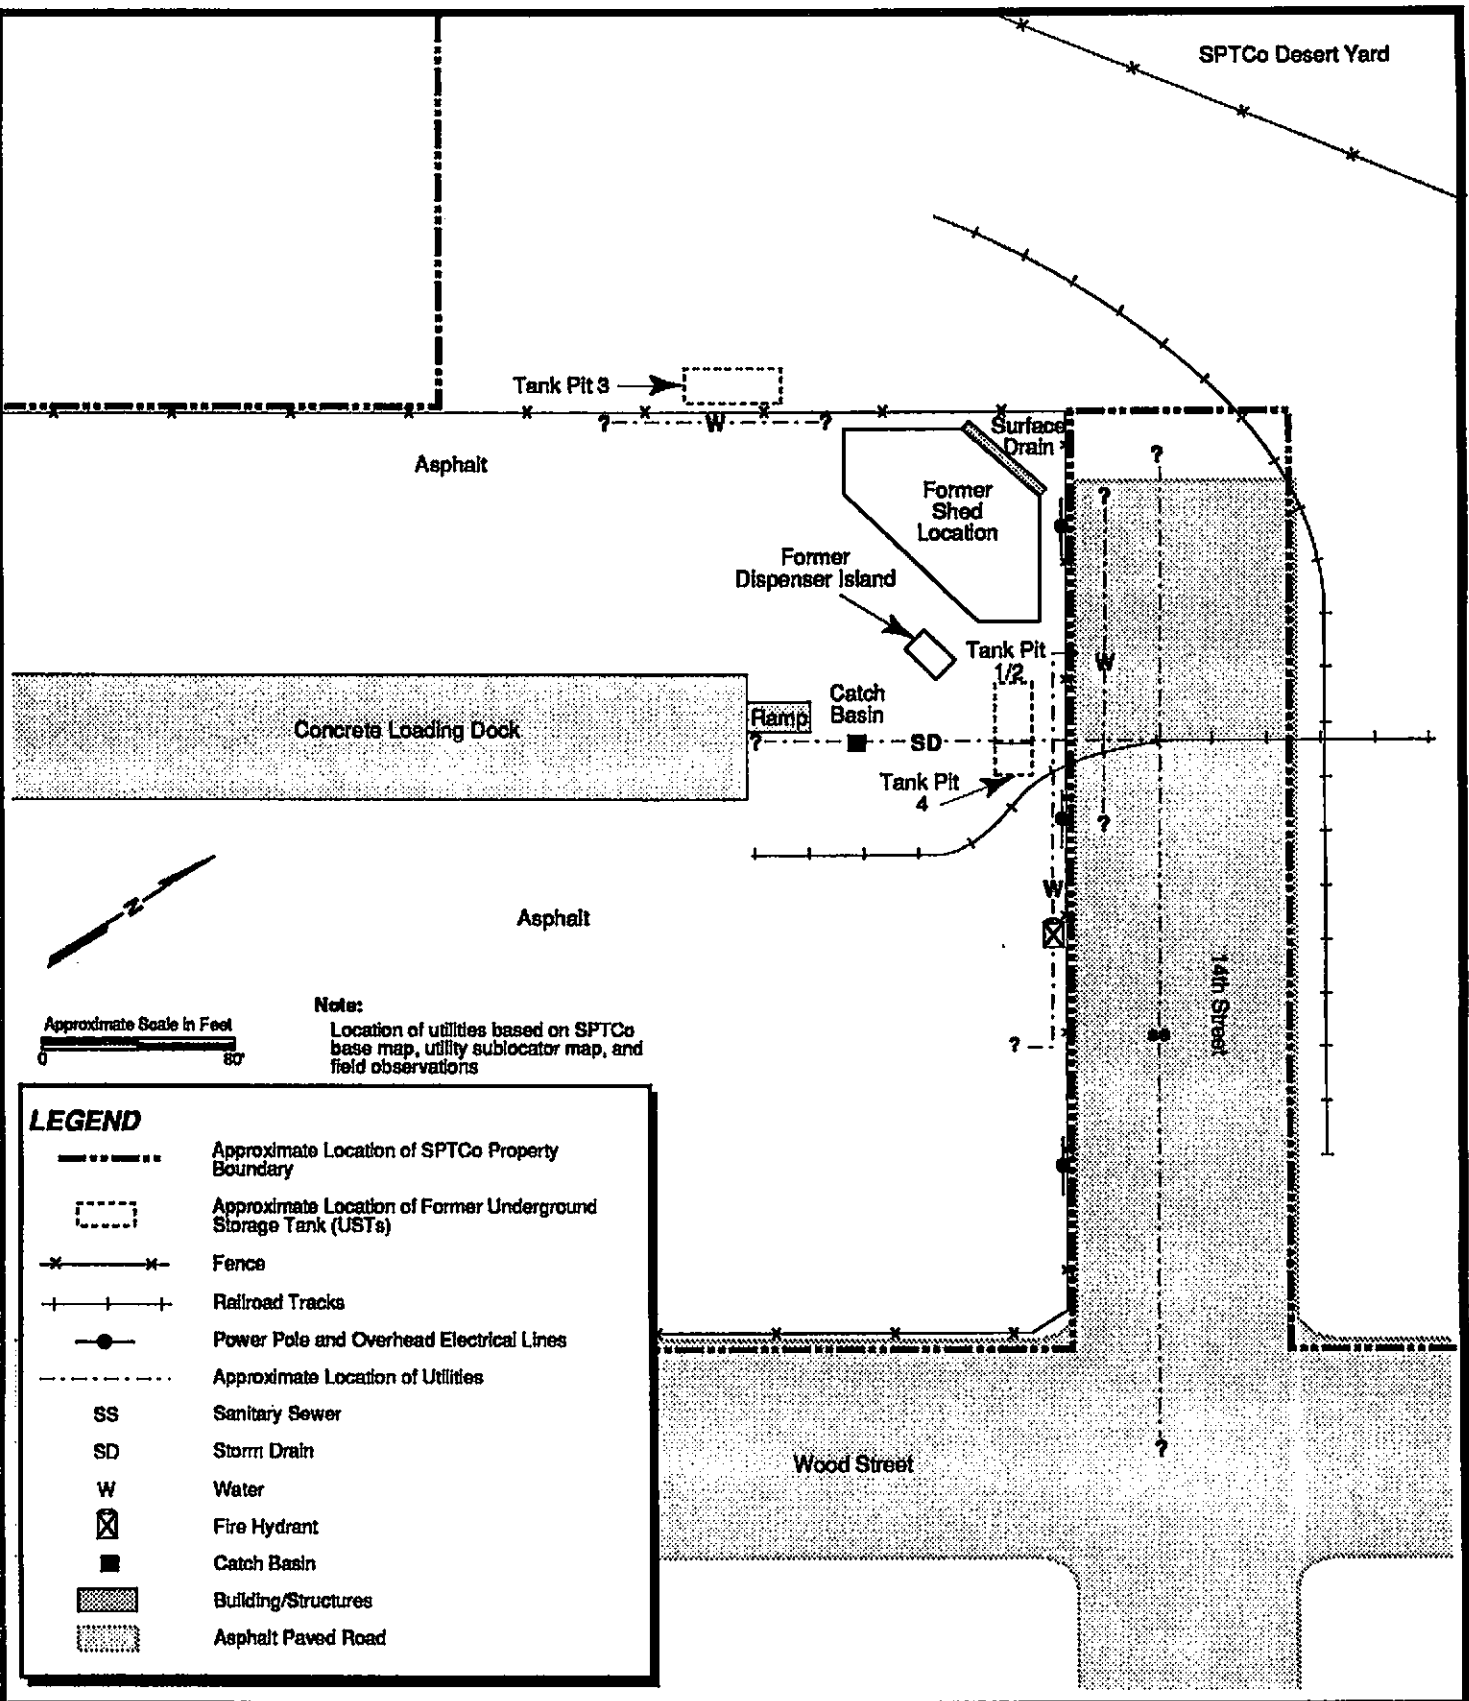 SPTCo Desert Yard
Tank Pit 3
?
W
?
Surface
Drain
Asphalt
Former
Shed
Location
?
?
Former
Dispenser Island
Tank Pit
1/2
W
Catch
Basin
Ramp
Concrete Loading Dock
?
SD
Tank Pit
4
?
W
N
Asphalt
14th Street
Note:
Location of utilities based on SPTCo
base map, utility sublocator map, and
field observations
Approximate Scale in Feet
0
80'
?
SS
LEGEND
Approximate Location of SPTCo Property
Boundary
Approximate Location of Former Underground
Storage Tank (USTs)
Fence
Railroad Tracks
Power Pole and Overhead Electrical Lines
Approximate Location of Utilities
SS
Sanitary Sewer
SD
Storm Drain
W
Water
Fire Hydrant
Catch Basin
Building/Structures
Asphalt Paved Road
?
Wood Street